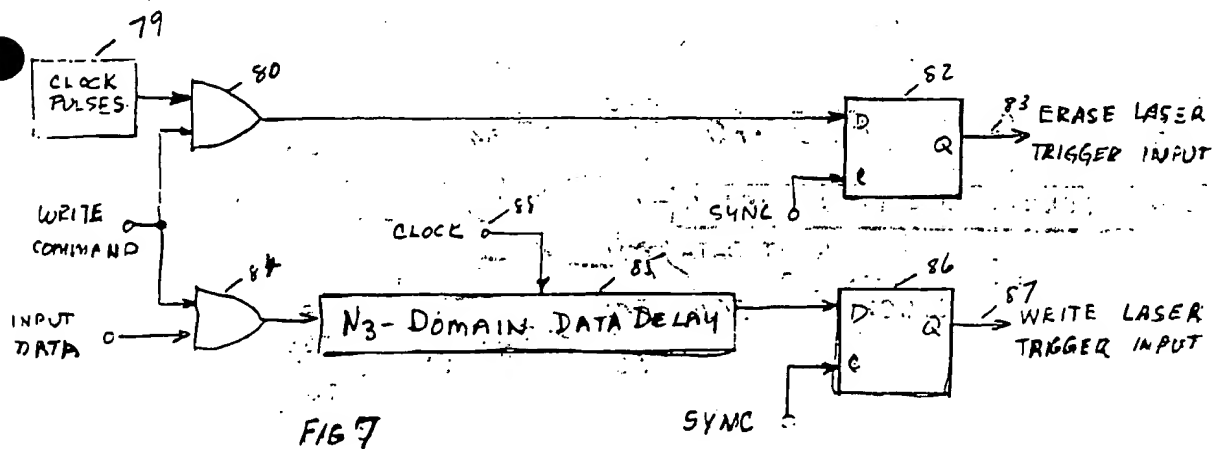 79
CLOCK
PULSES
80
82
D
Q
C
83 ERASE LASER
TRIGGER INPUT
WRITE
COMMAND
CLOCK
88
SYNC
84
85
86
INPUT
DATA
N3-DOMAIN DATA DELAY
D
Q
C
87 WRITE LASER
TRIGGER INPUT
SYNC
FIG 7